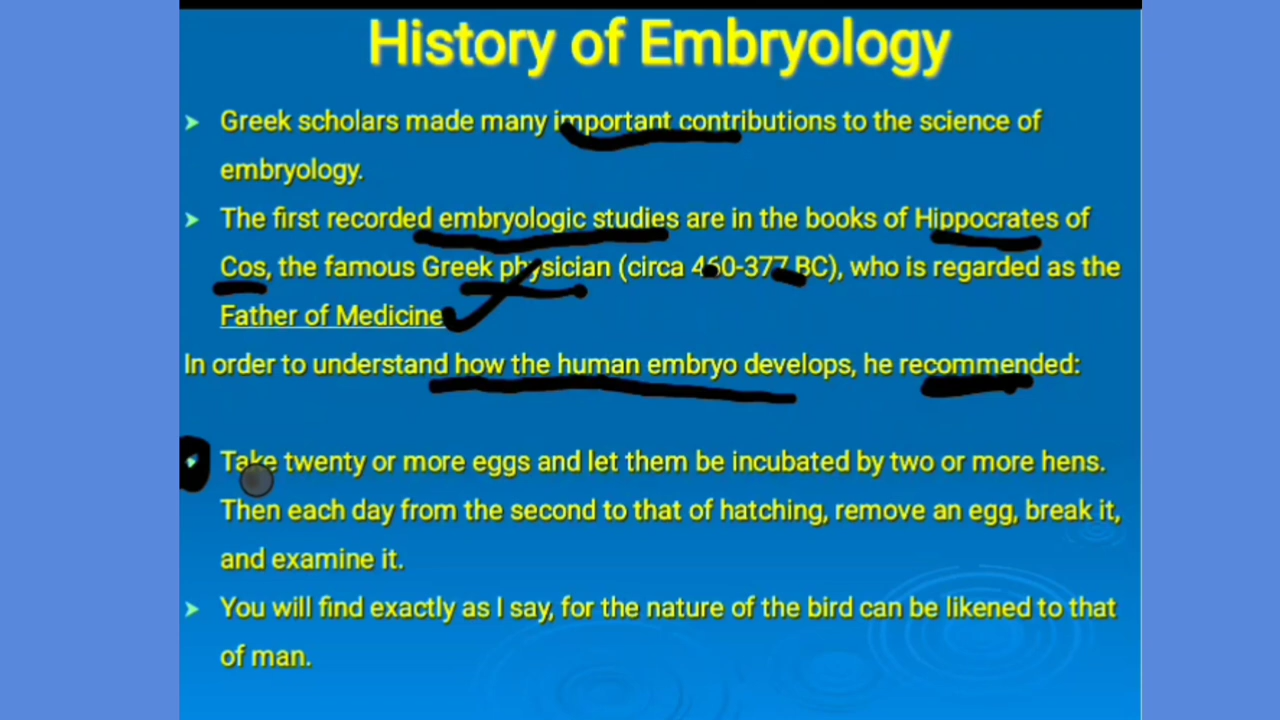 History of Embryology
➤ Greek scholars made many important contributions to the science of
embryology.
➤ The first recorded embryologic studies are in the books of Hippocrates of
Cos, the famous Greek physician (circa 460-377 BC), who is regarded as the
Father of Medicine
In order to understand how the human embryo develops, he recommended:
Take twenty or more eggs and let them be incubated by two or more hens.
Then each day from the second to that of hatching, remove an egg, break it,
and examine it.
➤ You will find exactly as I say, for the nature of the bird can be likened to that
of man.